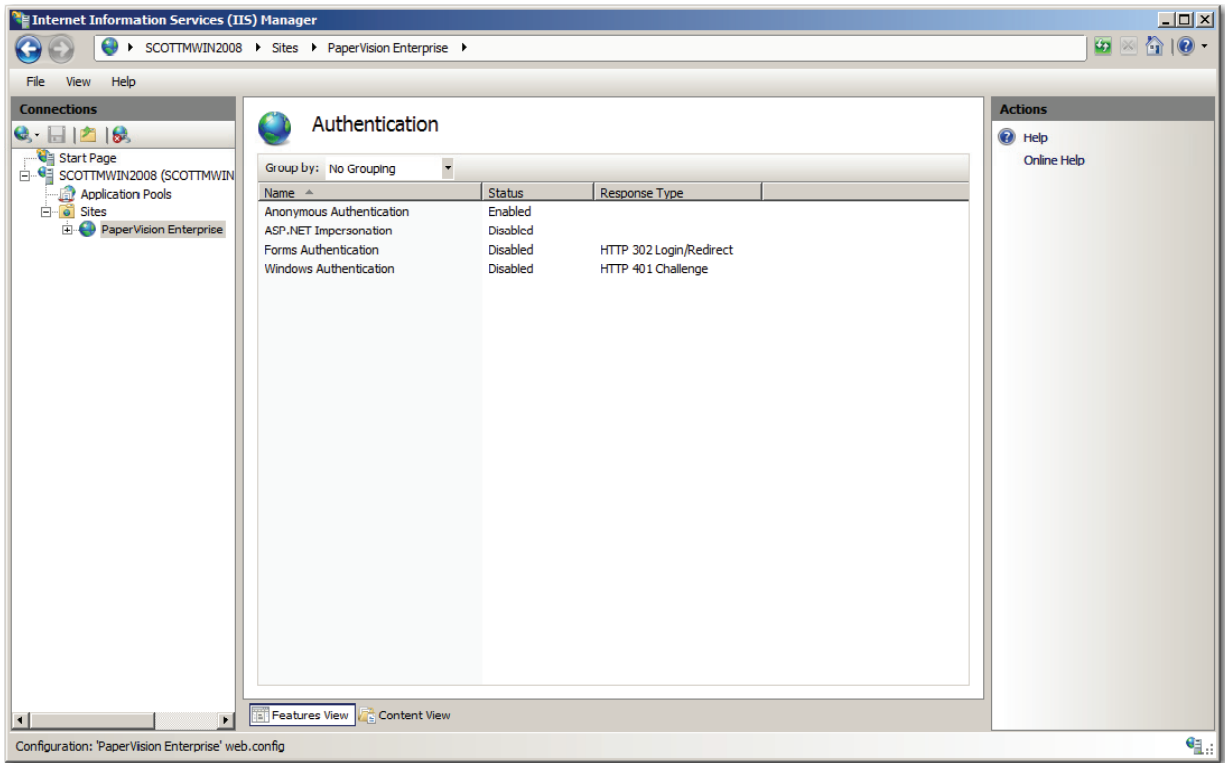 Internet Information Services (IIS) Manager
SCOTTMWIN2008 Sites PaperVision Enterprise
File View Help
Connections
Start Page
SCOTTMWIN2008 (SCOTTMWIN
Application Pools
Sites
PaperVision Enterprise
Authentication
Group by: No Grouping
Name Status Response Type
Anonymous Authentication Enabled
ASP.NET Impersonation Disabled
Forms Authentication Disabled HTTP 302 Login/Redirect
Windows Authentication Disabled HTTP 401 Challenge
Features View Content View
Actions
Help
Online Help
Configuration: 'PaperVision Enterprise' web.config